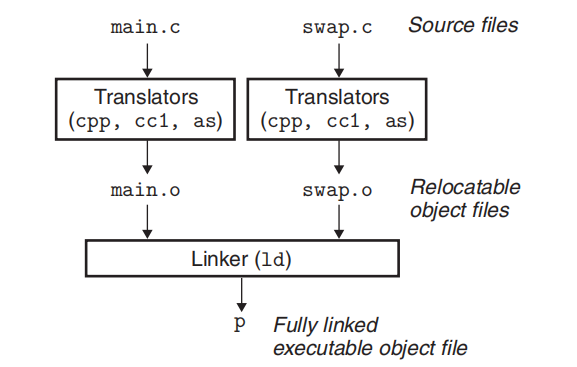 main.c swap.c Source files
Translators Translators
(cpp, cc1, as) (cpp, cc1, as)
main.o swap.o Relocatable
object files
Linker (ld)
p Fully linked
executable object file